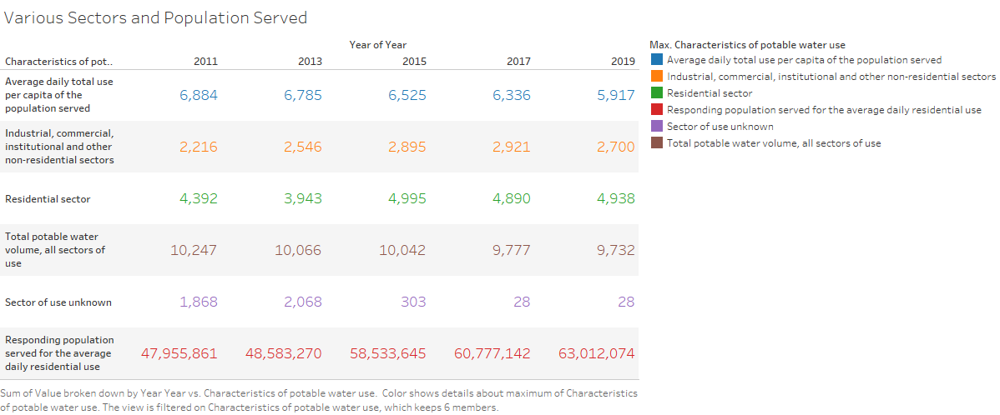 Various Sectors and Population Served
Year of Year
Characteristics of pot.. 2011 2013 2015 2017 2019
Average daily total use
per capita of the
population served
6,884 6,785 6,525 6,336 5,917
Industrial, commercial,
institutional and other
non-residential sectors
2,216 2,546 2,895 2,921 2,700
Residential sector 4,392 3,943 4,995 4,890 4,938
Total potable water
volume, all sectors of
use
10,247 10,066 10,042 9,777 9,732
Sector of use unknown 1,868 2,068 303 28 28
Responding population
served for the average
daily residential use
47,955,861 48,583,270 58,533,645 60,777,142 63,012,074
Sum of Value broken down by Year Year vs. Characteristics of potable water use.  Color shows details about maximum of Characteristics
of potable water use. The view is filtered on Characteristics of potable water use, which keeps 6 members.
Max. Characteristics of potable water use
Average daily total use per capita of the population served
Industrial, commercial, institutional and other non-residential sectors
Residential sector
Responding population served for the average daily residential use
Sector of use unknown
Total potable water volume, all sectors of use